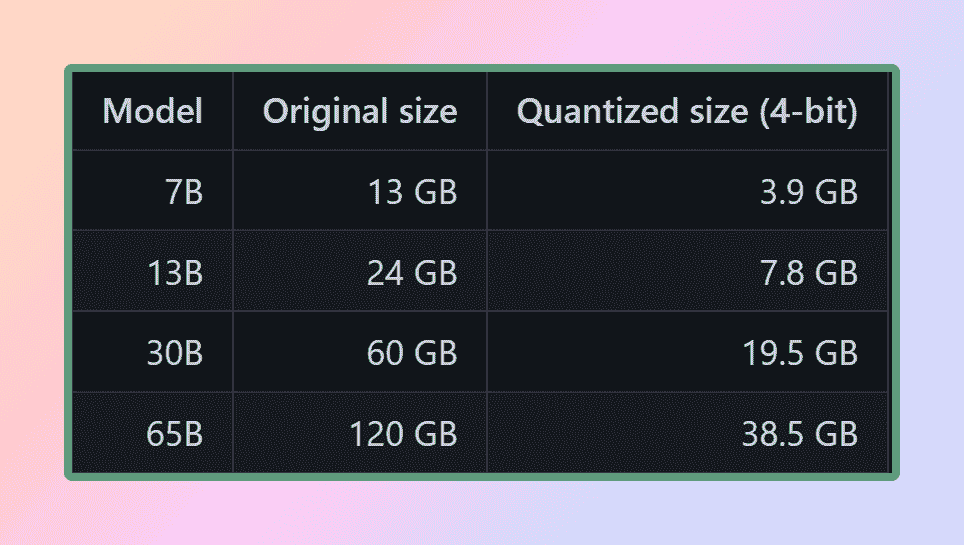 Model Original size Quantized size (4-bit)
7B 13 GB 3.9 GB
13B 24 GB 7.8 GB
30B 60 GB 19.5 GB
65B 120 GB 38.5 GB